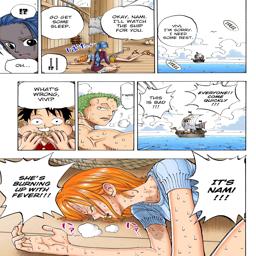 VIVI,
I'M SORRY.
I NEED
SOME REST.
OKAY, NAMI.
I'LL WATCH
THE SHIP
FOR YOU.
GO GET
SOME
SLEEP.
!?
OH...
!!
EVERYONE!!
COME
QUICKLY
!!!
THIS
IS BAD
!!!
WHAT'S
WRONG,
VIVI?
IT'S
NAMI
!!!
SHE'S
BURNING
UP WITH
FEVER!!!